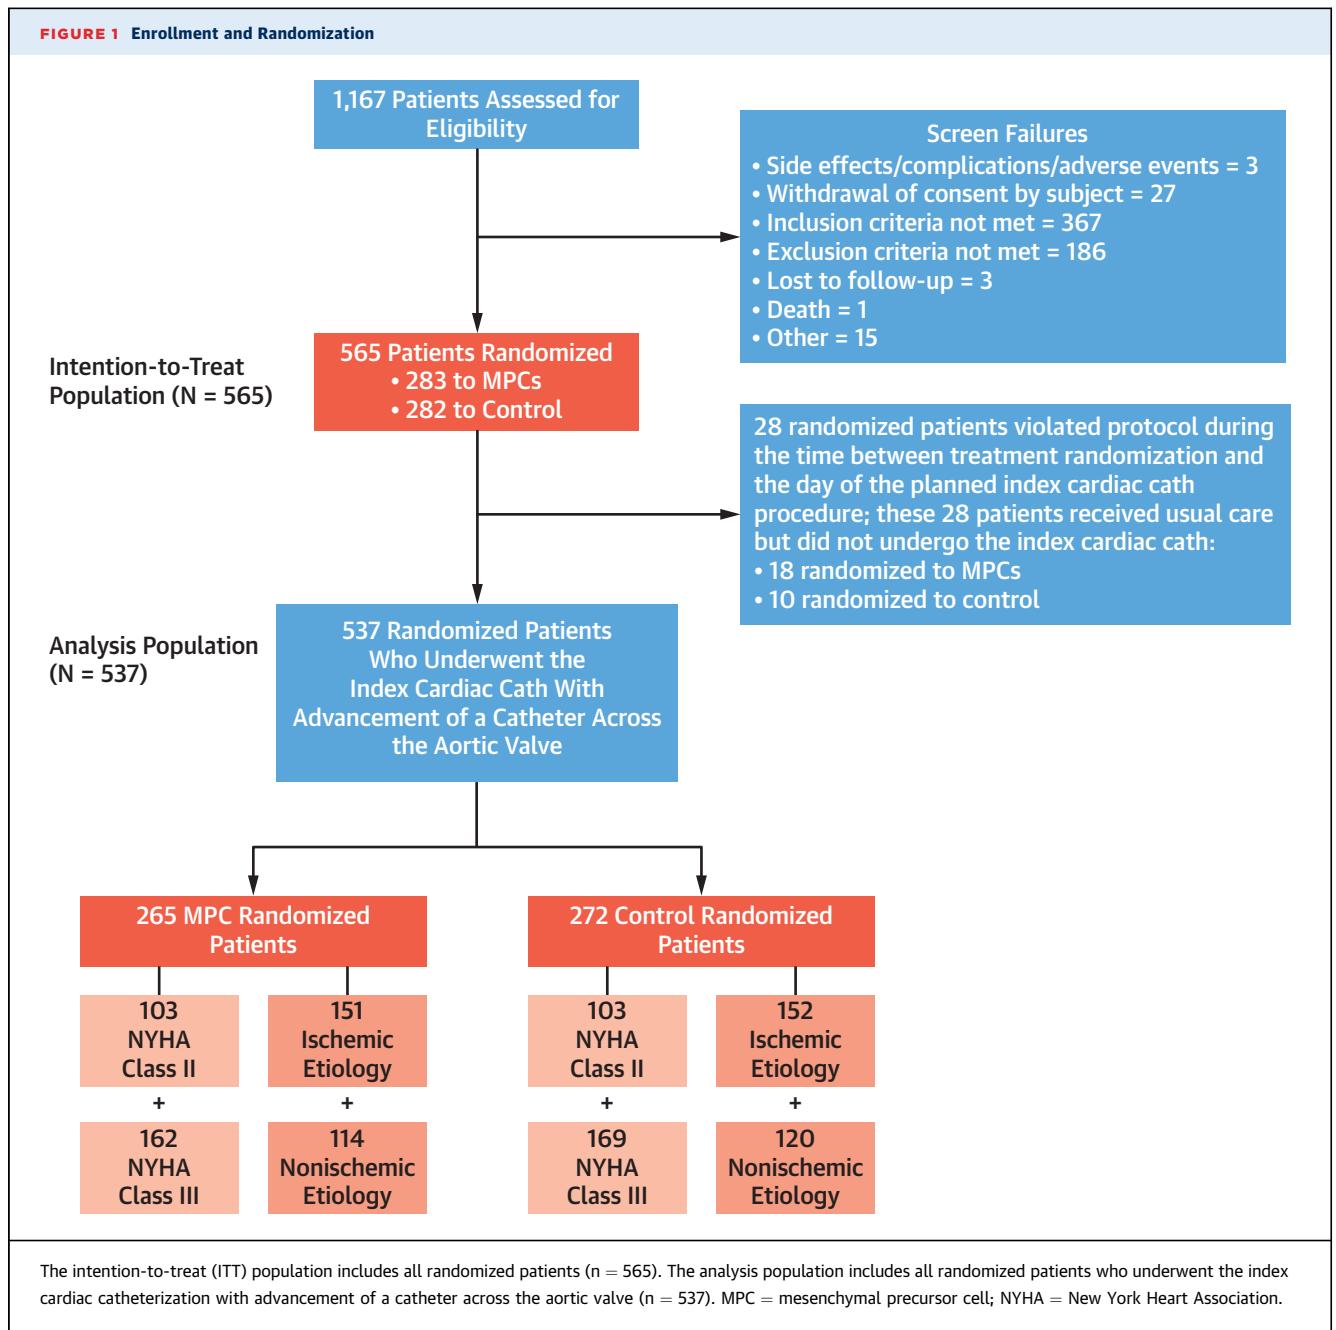 FIGURE 1 Enrollment and Randomization
1,167 Patients Assessed for
Eligibility
Screen Failures
• Side effects/complications/adverse events = 3
• Withdrawal of consent by subject = 27
• Inclusion criteria not met = 367
• Exclusion criteria not met = 186
• Lost to follow-up = 3
• Death = 1
• Other = 15
Intention-to-Treat
Population (N = 565)
565 Patients Randomized
• 283 to MPCs
• 282 to Control
28 randomized patients violated protocol during
the time between treatment randomization and
the day of the planned index cardiac cath
procedure; these 28 patients received usual care
but did not undergo the index cardiac cath:
• 18 randomized to MPCs
• 10 randomized to control
Analysis Population
(N = 537)
537 Randomized Patients
Who Underwent the
Index Cardiac Cath With
Advancement of a Catheter Across
the Aortic Valve
265 MPC Randomized
Patients
272 Control Randomized
Patients
103
NYHA
Class II
+
162
NYHA
Class III
151
Ischemic
Etiology
+
114
Nonischemic
Etiology
103
NYHA
Class II
+
169
NYHA
Class III
152
Ischemic
Etiology
+
120
Nonischemic
Etiology
The intention-to-treat (ITT) population includes all randomized patients (n = 565). The analysis population includes all randomized patients who underwent the index
cardiac catheterization with advancement of a catheter across the aortic valve (n = 537). MPC = mesenchymal precursor cell; NYHA = New York Heart Association.